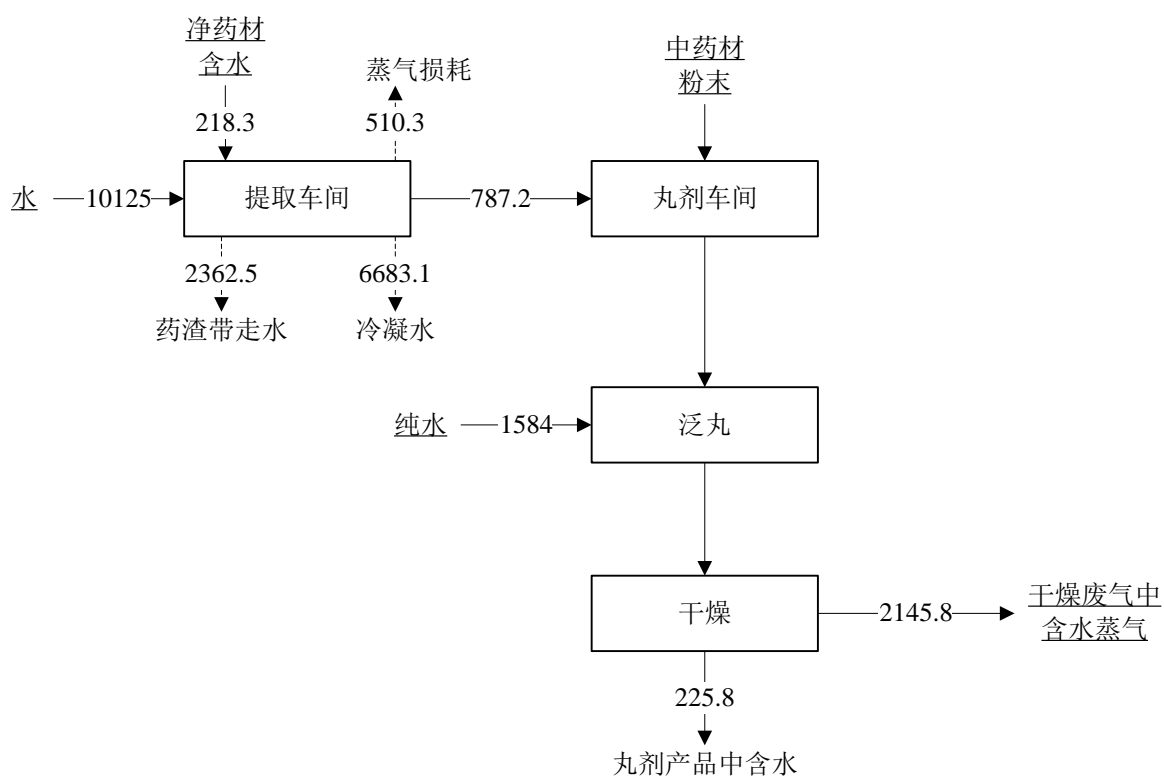 净药材
含水
218.3
蒸气损耗
510.3
中药材
粉末
水
10125
提取车间
787.2
丸剂车间
2362.5
药渣带走水
6683.1
冷凝水
纯水
1584
泛丸
干燥
2145.8
干燥废气中
含水蒸气
225.8
丸剂产品中含水